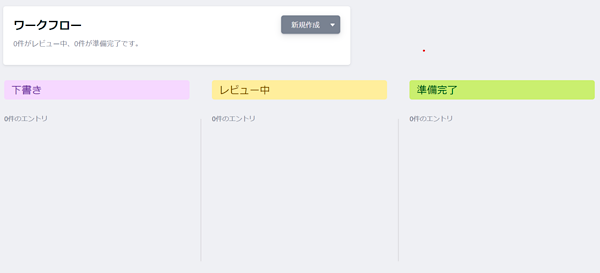 ワークフロー
新規作成
0件がレビュー中、0件が準備完了です。
下書き
レビュー中
準備完了
0件のエントリ
0件のエントリ
0件のエントリ